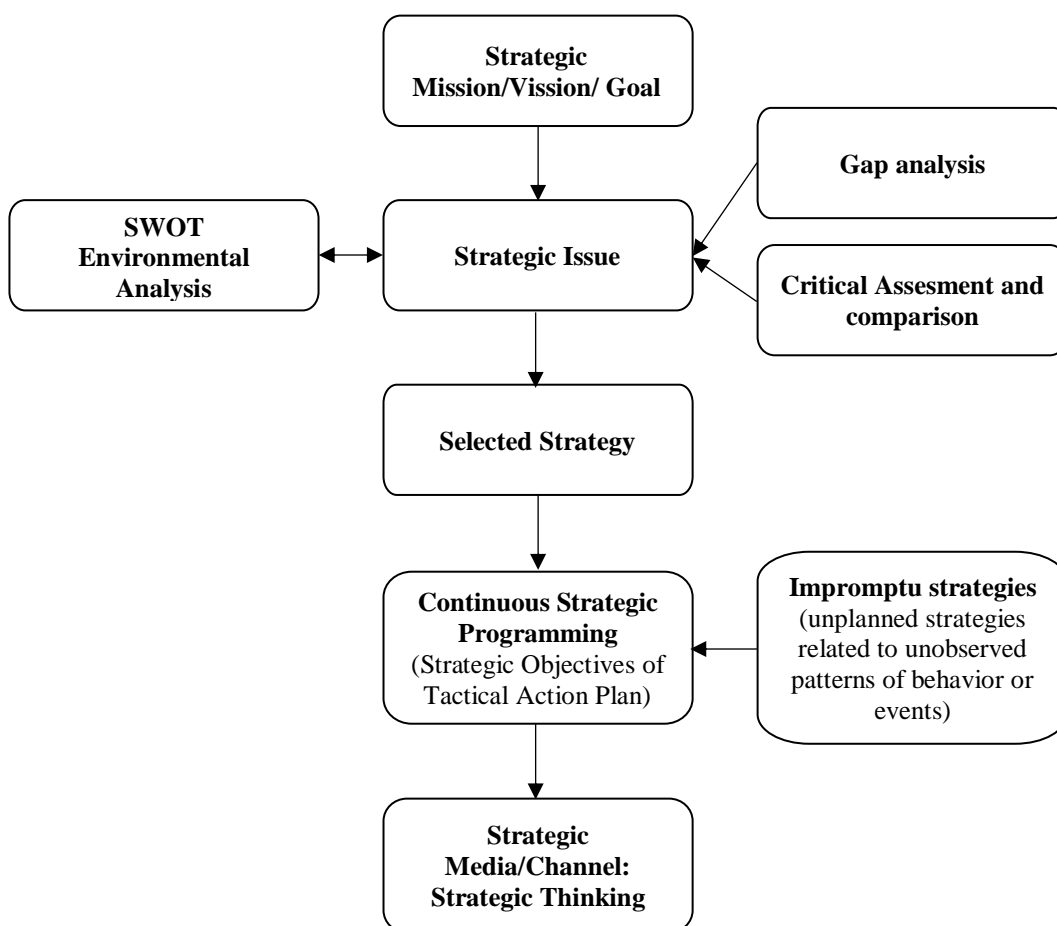 Strategic
Mission/Vission/ Goal
Gap analysis
SWOT
Environmental
Analysis
Strategic Issue
Critical Assesment and
comparison
Selected Strategy
Continuous Strategic
Programming
(Strategic Objectives of
Tactical Action Plan)
Impromptu strategies
(unplanned strategies
related to unobserved
patterns of behavior or
events)
Strategic
Media/Channel:
Strategic Thinking